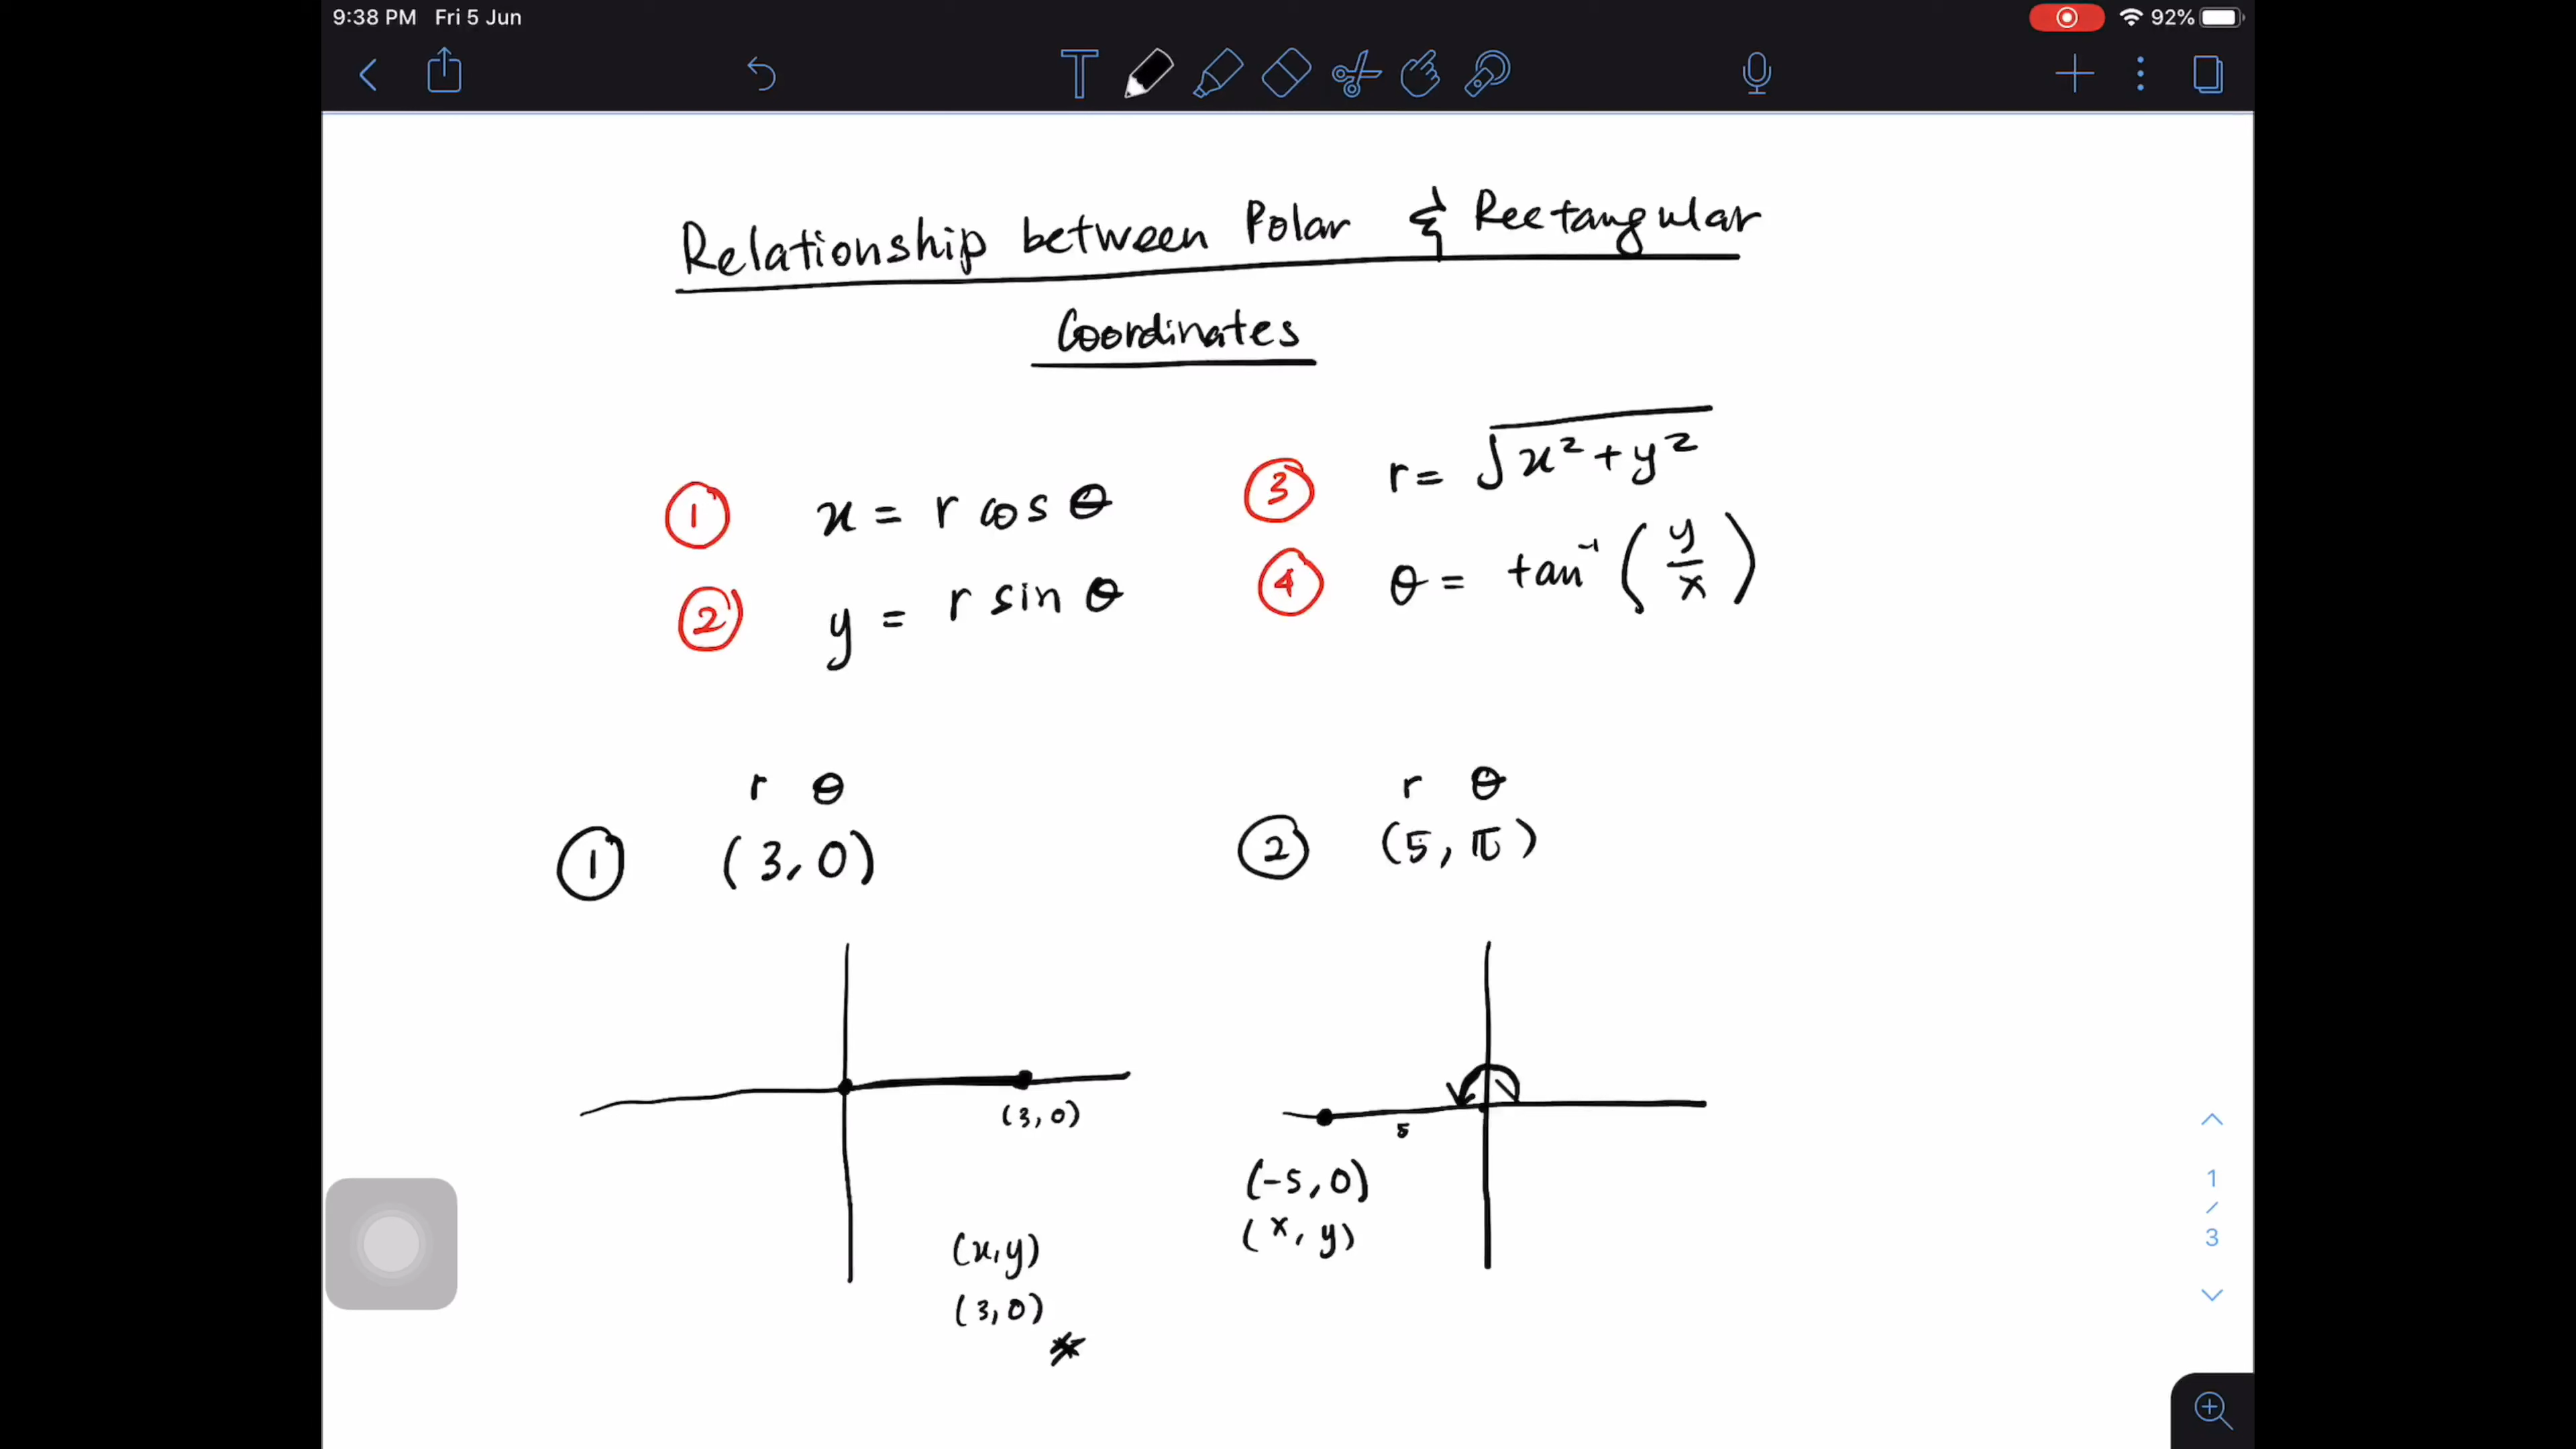 9:38 PM Fri 5 Jun
92%
Relationship between Polar & Rectangular
Coordinates
① x = r cos θ
② y = r sin θ
③ r = √x² + y²
④ θ = tan⁻¹ (y/x)
r θ
① (3, 0)
(3, 0)
(x, y)
(3, 0)
r θ
② (5, π)
5
(-5, 0)
(x, y)
1
/
3